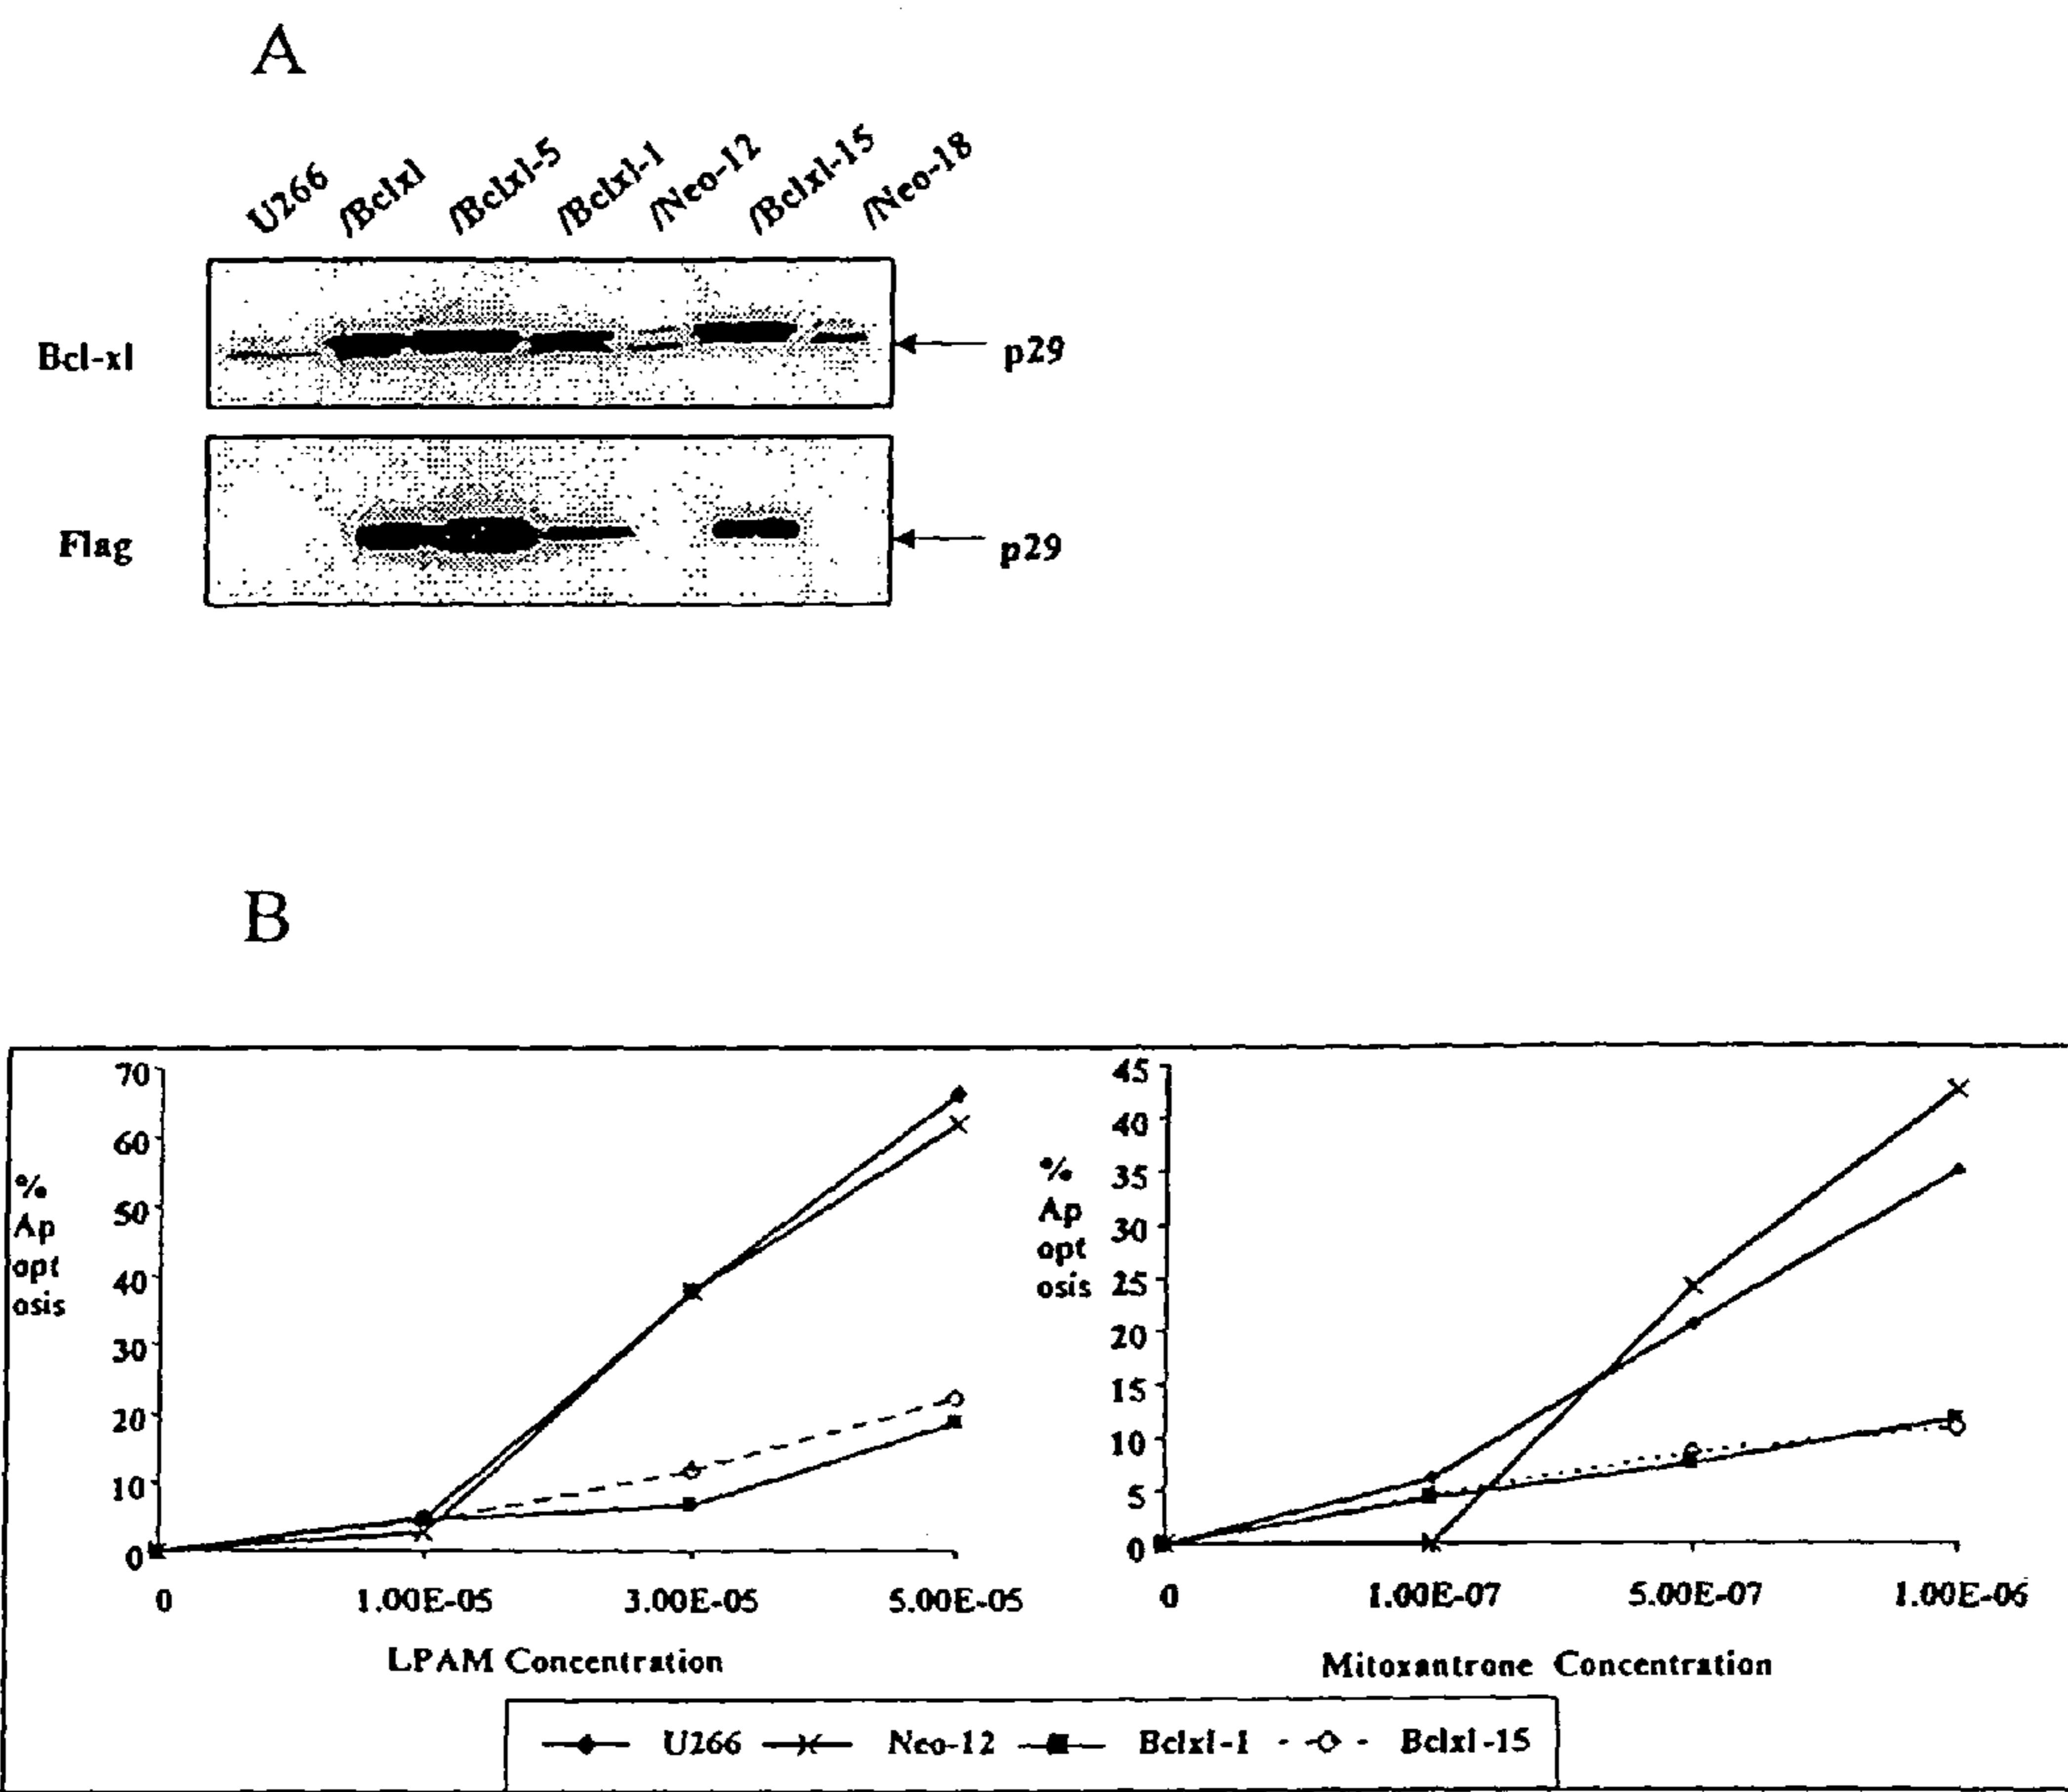 A
U266 /Bclxl /Bclxl-5 /Bclxl-1 /Neo-12 /Bclxl-15 /Neo-18
Bcl-xl
p29
Flag
p29
B
70
60
50
40
30
20
10
0
%
Ap
opt
osis
0 1.00E-05 3.00E-05 5.00E-05
LPAM Concentration
45
40
35
30
25
20
15
10
5
0
%
Ap
opt
osis
0 1.00E-07 5.00E-07 1.00E-06
Mitoxantrone Concentration
U266 Neo-12 Bclxl-1 Bclxl-15